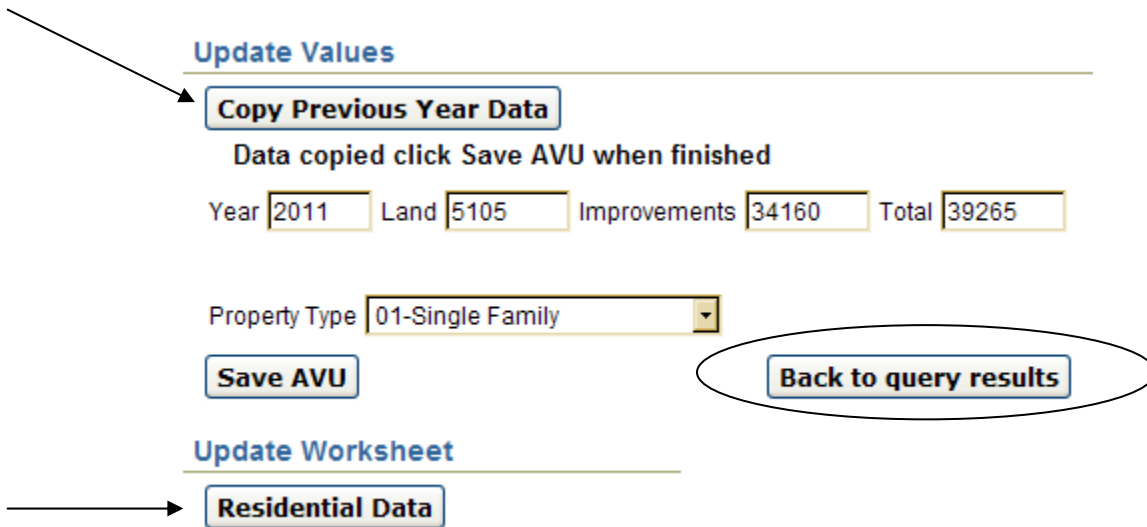 Update Values
Copy Previous Year Data
Data copied click Save AVU when finished
Year 2011 Land 5105 Improvements 34160 Total 39265
Property Type 01-Single Family
Save AVU Back to query results
Update Worksheet
Residential Data